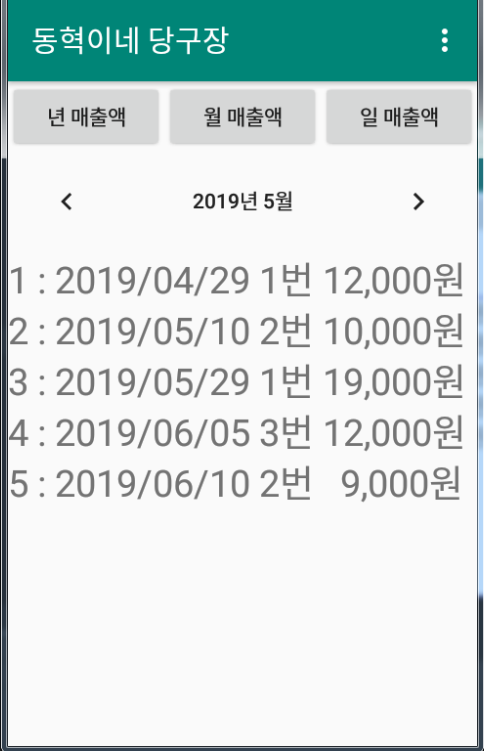 동혁이네 당구장
년 매출액 월 매출액 일 매출액
2019년 5월
1 : 2019/04/29 1번 12,000원
2 : 2019/05/10 2번 10,000원
3 : 2019/05/29 1번 19,000원
4 : 2019/06/05 3번 12,000원
5 : 2019/06/10 2번 9,000원